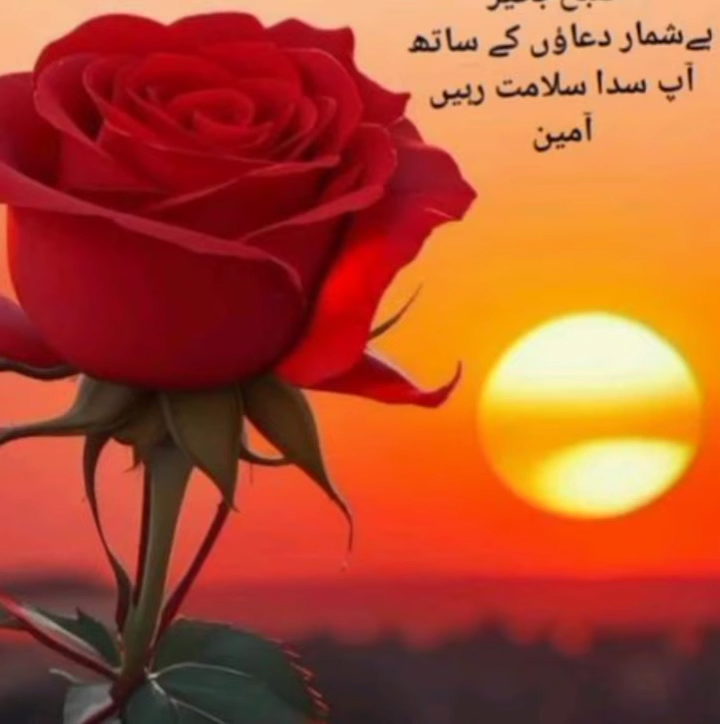 بےشمار دعاؤں کے ساتھ
آپ سدا سلامت رہیں
آمین